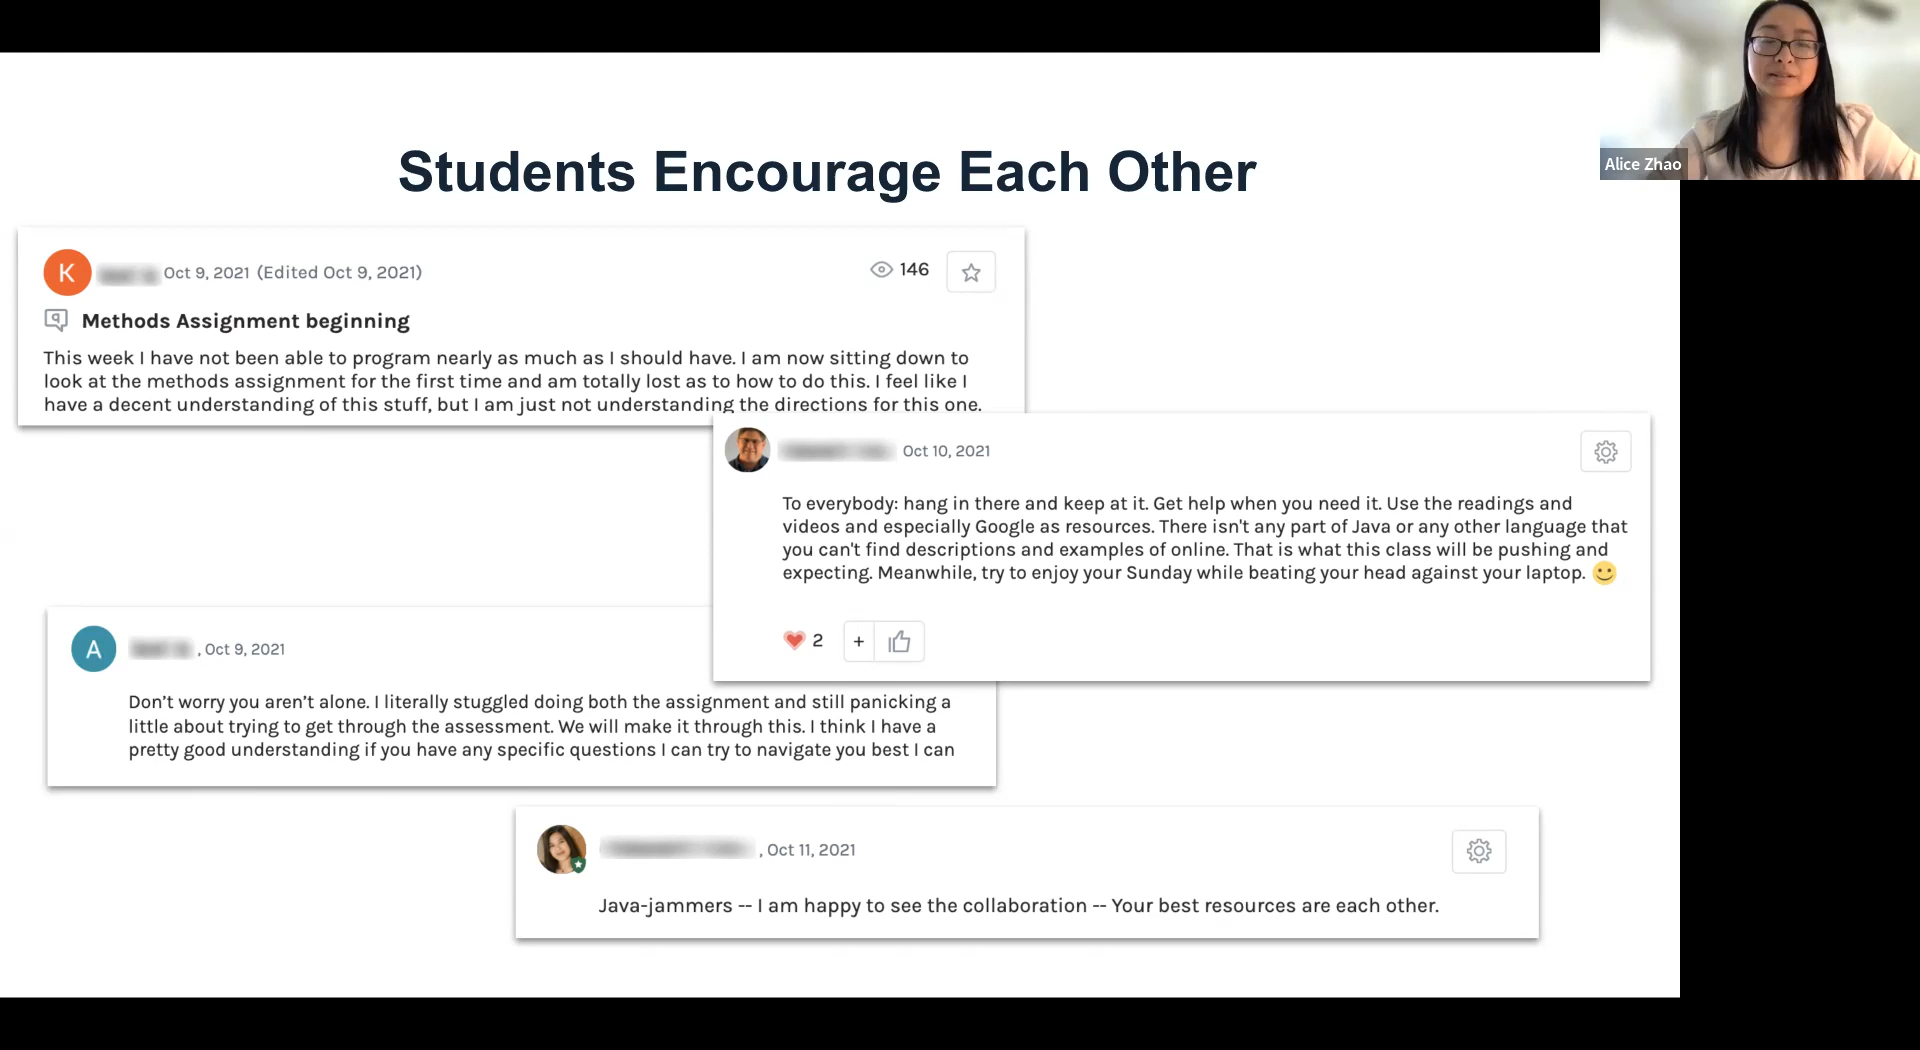 Alice Zhao
Students Encourage Each Other
K
Oct 9, 2021 (Edited Oct 9, 2021)
146
Methods Assignment beginning
This week I have not been able to program nearly as much as I should have. I am now sitting down to
look at the methods assignment for the first time and am totally lost as to how to do this. I feel like I
have a decent understanding of this stuff, but I am just not understanding the directions for this one.
Oct 10, 2021
To everybody: hang in there and keep at it. Get help when you need it. Use the readings and
videos and especially Google as resources. There isn't any part of Java or any other language that
you can't find descriptions and examples of online. That is what this class will be pushing and
expecting. Meanwhile, try to enjoy your Sunday while beating your head against your laptop. 🙂
2
+
A
, Oct 9, 2021
Don’t worry you aren’t alone. I literally stuggled doing both the assignment and still panicking a
little about trying to get through the assessment. We will make it through this. I think I have a
pretty good understanding if you have any specific questions I can try to navigate you best I can
, Oct 11, 2021
Java-jammers -- I am happy to see the collaboration -- Your best resources are each other.